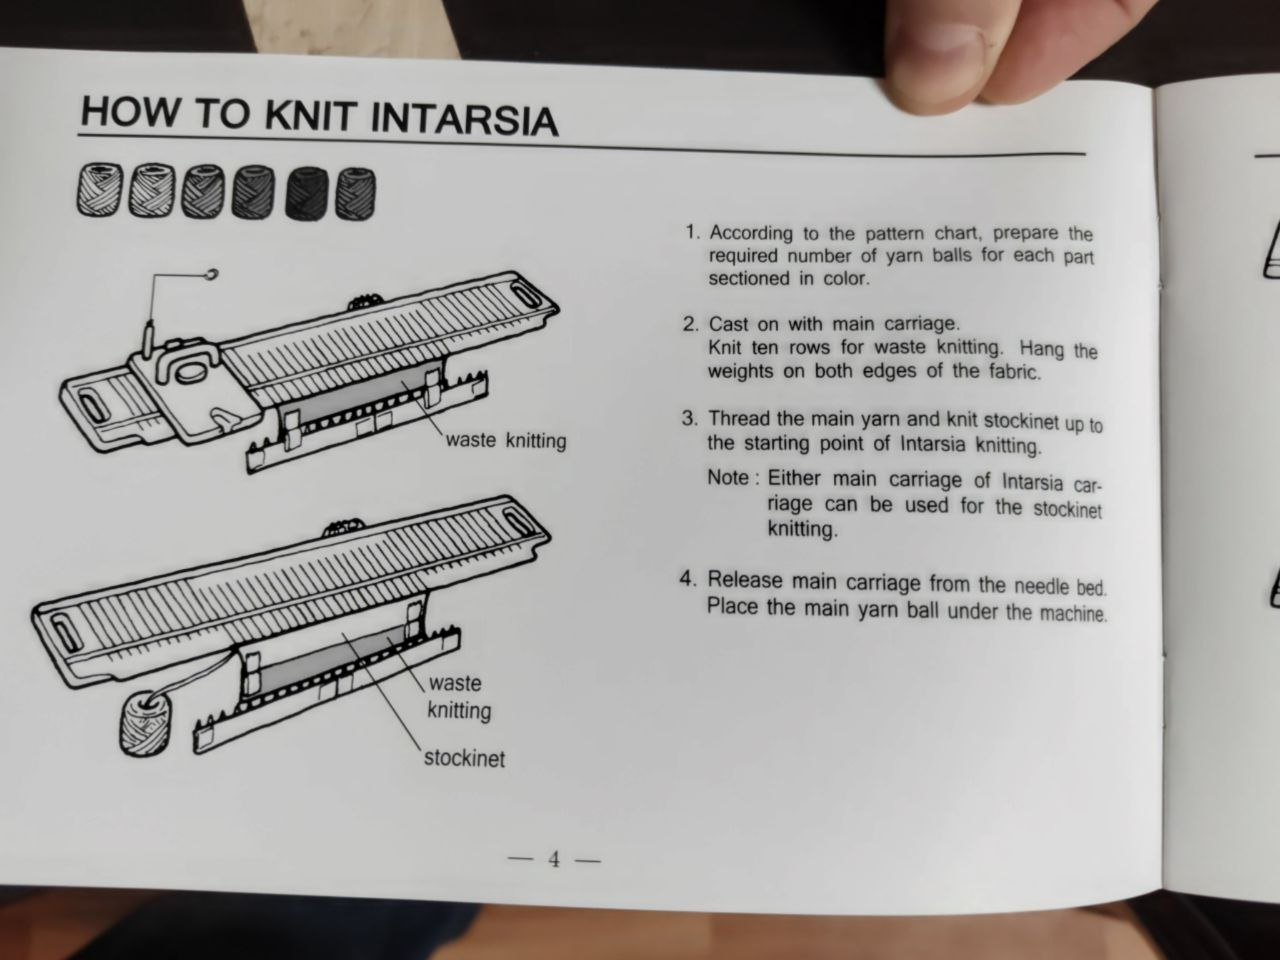 HOW TO KNIT INTARSIA
waste knitting
waste
knitting
stockinet
1. According to the pattern chart, prepare the
required number of yarn balls for each part
sectioned in color.
2. Cast on with main carriage.
Knit ten rows for waste knitting. Hang the
weights on both edges of the fabric.
3. Thread the main yarn and knit stockinet up to
the starting point of Intarsia knitting.
Note : Either main carriage of Intarsia car-
riage can be used for the stockinet
knitting.
4. Release main carriage from the needle bed.
Place the main yarn ball under the machine.
— 4 —